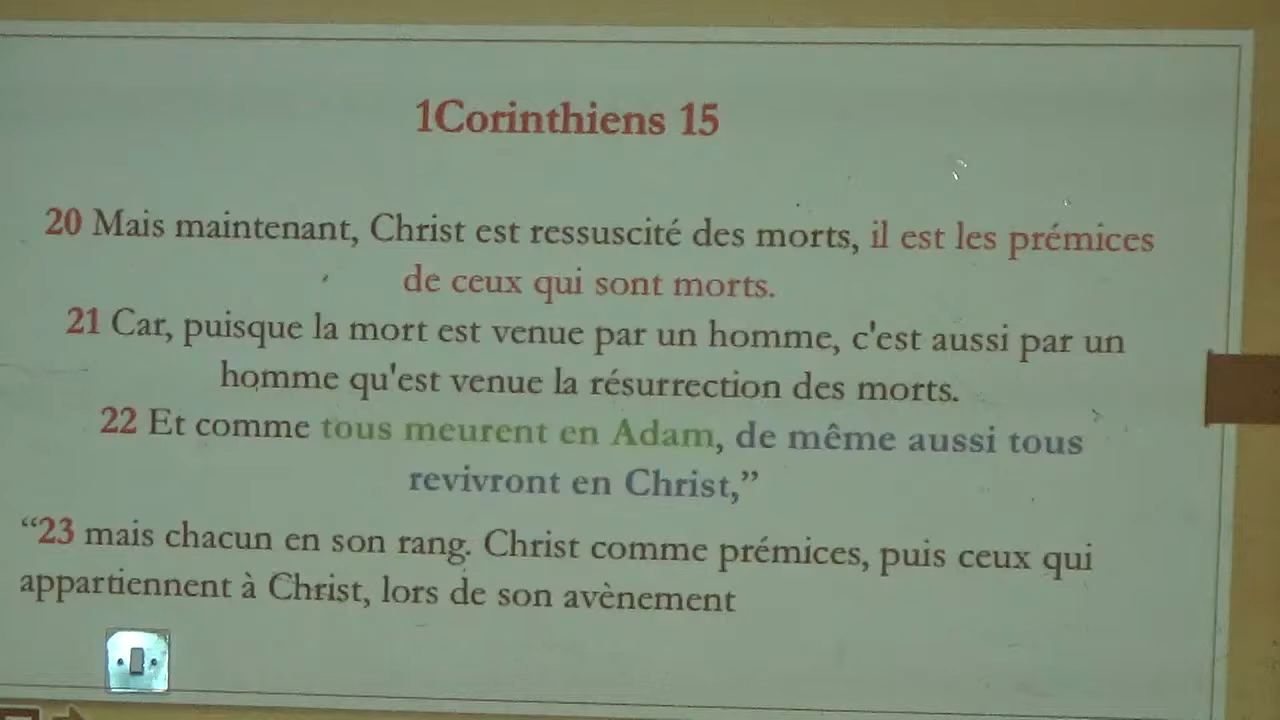 1Corinthiens 15
20 Mais maintenant, Christ est ressuscité des morts, il est les prémices
de ceux qui sont morts.
21 Car, puisque la mort est venue par un homme, c'est aussi par un
homme qu'est venue la résurrection des morts.
22 Et comme tous meurent en Adam, de même aussi tous
revivront en Christ,”
“23 mais chacun en son rang. Christ comme prémices, puis ceux qui
appartiennent à Christ, lors de son avènement